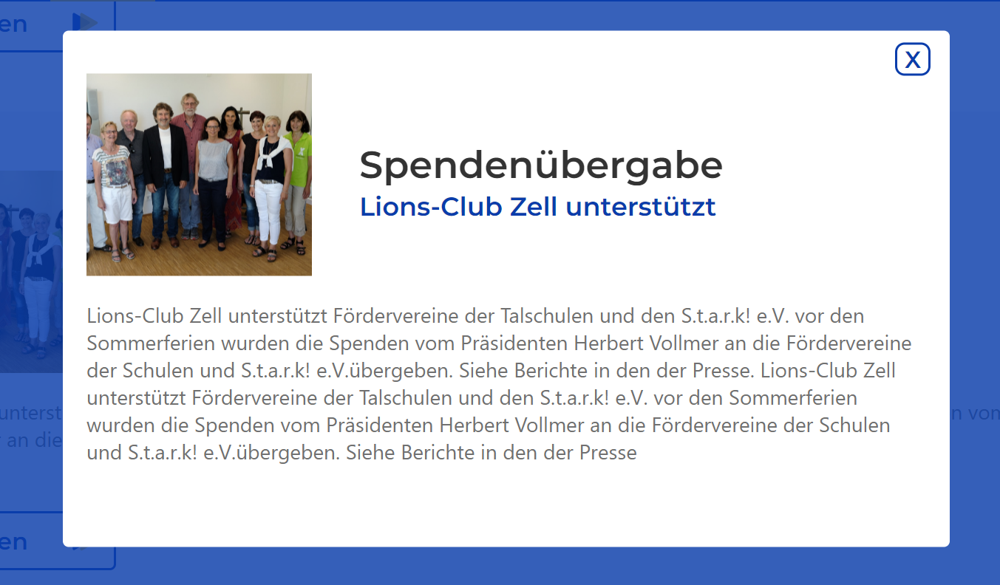 en
X
Spendenübergabe
Lions-Club Zell unterstützt
Lions-Club Zell unterstützt Fördervereine der Talschulen und den S.t.a.r.k! e.V. vor den
Sommerferien wurden die Spenden vom Präsidenten Herbert Vollmer an die Fördervereine
der Schulen und S.t.a.r.k! e.V.übergeben. Siehe Berichte in den der Presse. Lions-Club Zell
unterstützt Fördervereine der Talschulen und den S.t.a.r.k! e.V. vor den Sommerferien
wurden die Spenden vom Präsidenten Herbert Vollmer an die Fördervereine der Schulen
und S.t.a.r.k! e.V.übergeben. Siehe Berichte in den der Presse
unterst
n vom
an die
en